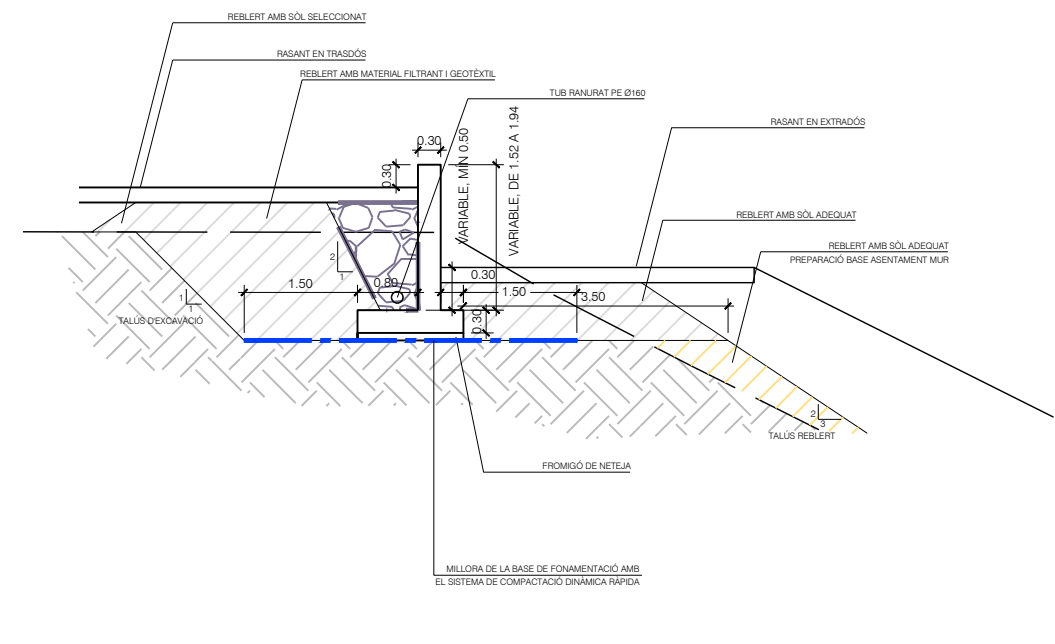 REBLERT AMB SÒL SELECCIONAT
RASANT EN TRASDÓS
REBLERT AMB MATERIAL FILTRANT I GEOTÈXTIL
TUB RANURAT PE Ø160
RASANT EN EXTRADÓS
0.30
0.30
VARIABLE, MÍN 0.50
VARIABLE, DE 1.52 A 1.94
REBLERT AMB SÒL ADEQUAT
REBLERT AMB SÒL ADEQUAT
PREPARACIÓ BASE ASENTAMENT MUR
2
1
1.50
0.80
0.30
1.50
3.50
0.30
1
1
TALÚS D'EXCAVACIÓ
2
3
TALÚS REBLERT
FROMIGÓ DE NETEJA
MILLORA DE LA BASE DE FONAMENTACIÓ AMB
EL SISTEMA DE COMPACTACIÓ DINÀMICA RÀPIDA